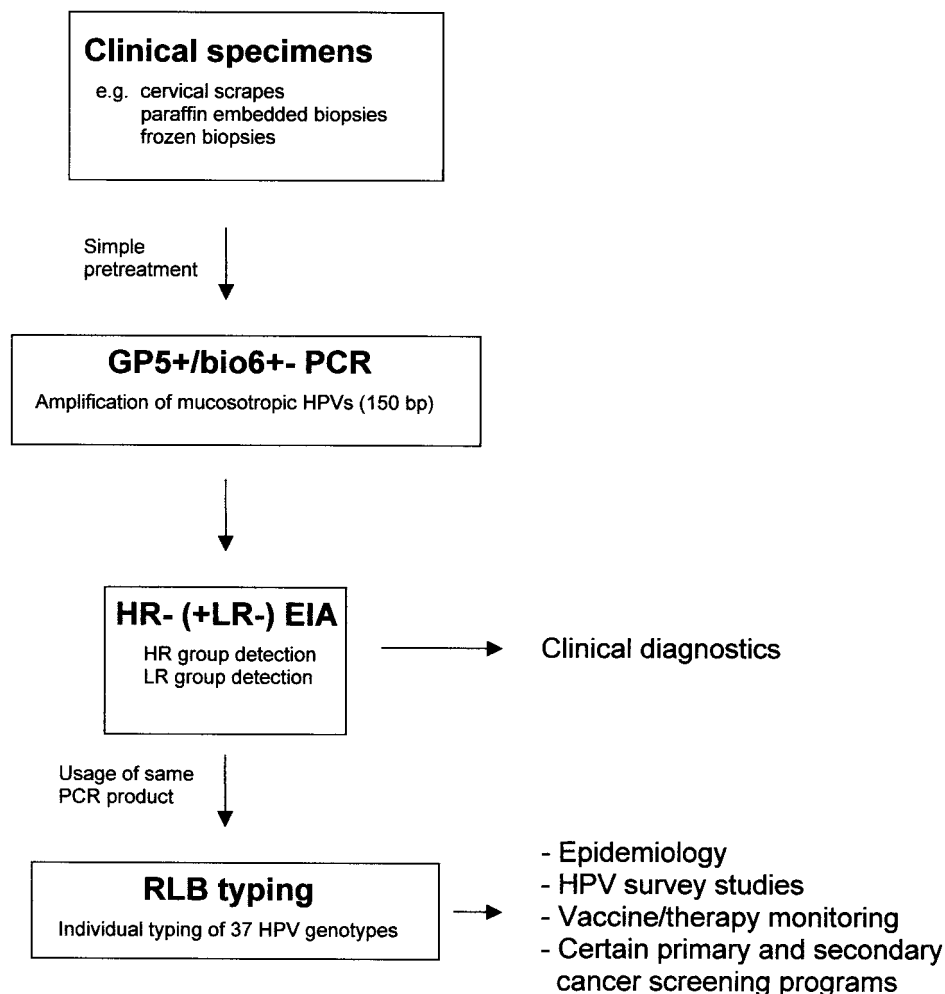 Clinical specimens
e.g. cervical scrapes
paraffin embedded biopsies
frozen biopsies
Simple
pretreatment
GP5+/bio6+- PCR
Amplification of mucosotropic HPVs (150 bp)
HR- (+LR-) EIA
HR group detection
LR group detection
Clinical diagnostics
Usage of same
PCR product
RLB typing
Individual typing of 37 HPV genotypes
- Epidemiology
- HPV survey studies
- Vaccine/therapy monitoring
- Certain primary and secondary
cancer screening programs